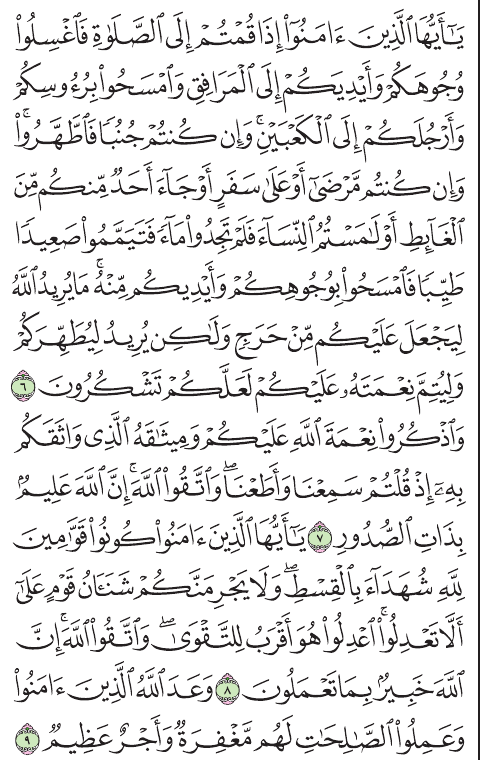 يَـٰٓأَيُّهَا ٱلَّذِينَ ءَامَنُوٓا۟ إِذَا قُمْتُمْ إِلَى ٱلصَّلَوٰةِ فَٱغْسِلُوا۟
وُجُوهَكُمْ وَأَيْدِيَكُمْ إِلَى ٱلْمَرَافِقِ وَٱمْسَحُوا۟ بِرُءُوسِكُمْ
وَأَرْجُلَكُمْ إِلَى ٱلْكَعْبَيْنِ ۚ وَإِن كُنتُمْ جُنُبًا فَٱطَّهَّرُوا۟ ۚ
وَإِن كُنتُم مَّرْضَىٰٓ أَوْ عَلَىٰ سَفَرٍ أَوْ جَآءَ أَحَدٌ مِّنكُم مِّنَ
ٱلْغَآئِطِ أَوْ لَـٰمَسْتُمُ ٱلنِّسَآءَ فَلَمْ تَجِدُوا۟ مَآءً فَتَيَمَّمُوا۟ صَعِيدًا
طَيِّبًا فَٱمْسَحُوا۟ بِوُجُوهِكُمْ وَأَيْدِيكُم مِّنْهُ ۚ مَا يُرِيدُ ٱللَّهُ
لِيَجْعَلَ عَلَيْكُم مِّنْ حَرَجٍ وَلَـٰكِن يُرِيدُ لِيُطَهِّرَكُمْ
وَلِيُتِمَّ نِعْمَتَهُۥ عَلَيْكُمْ لَعَلَّكُمْ تَشْكُرُونَ ٦
وَٱذْكُرُوا۟ نِعْمَةَ ٱللَّهِ عَلَيْكُمْ وَمِيثَـٰقَهُ ٱلَّذِى وَاثَقَكُم
بِهِۦٓ إِذْ قُلْتُمْ سَمِعْنَا وَأَطَعْنَا ۖ وَٱتَّقُوا۟ ٱللَّهَ ۚ إِنَّ ٱللَّهَ عَلِيمٌۢ
بِذَاتِ ٱلصُّدُورِ ٧ يَـٰٓأَيُّهَا ٱلَّذِينَ ءَامَنُوا۟ كُونُوا۟ قَوَّٰمِينَ
لِلَّهِ شُهَدَآءَ بِٱلْقِسْطِ ۖ وَلَا يَجْرِمَنَّكُمْ شَنَـَٔانُ قَوْمٍ عَلَىٰٓ
أَلَّا تَعْدِلُوا۟ ۚ ٱعْدِلُوا۟ هُوَ أَقْرَبُ لِلتَّقْوَىٰ ۖ وَٱتَّقُوا۟ ٱللَّهَ ۚ إِنَّ
ٱللَّهَ خَبِيرٌۢ بِمَا تَعْمَلُونَ ٨ وَعَدَ ٱللَّهُ ٱلَّذِينَ ءَامَنُوا۟
وَعَمِلُوا۟ ٱلصَّـٰلِحَـٰتِ ۙ لَهُم مَّغْفِرَةٌ وَأَجْرٌ عَظِيمٌ ٩